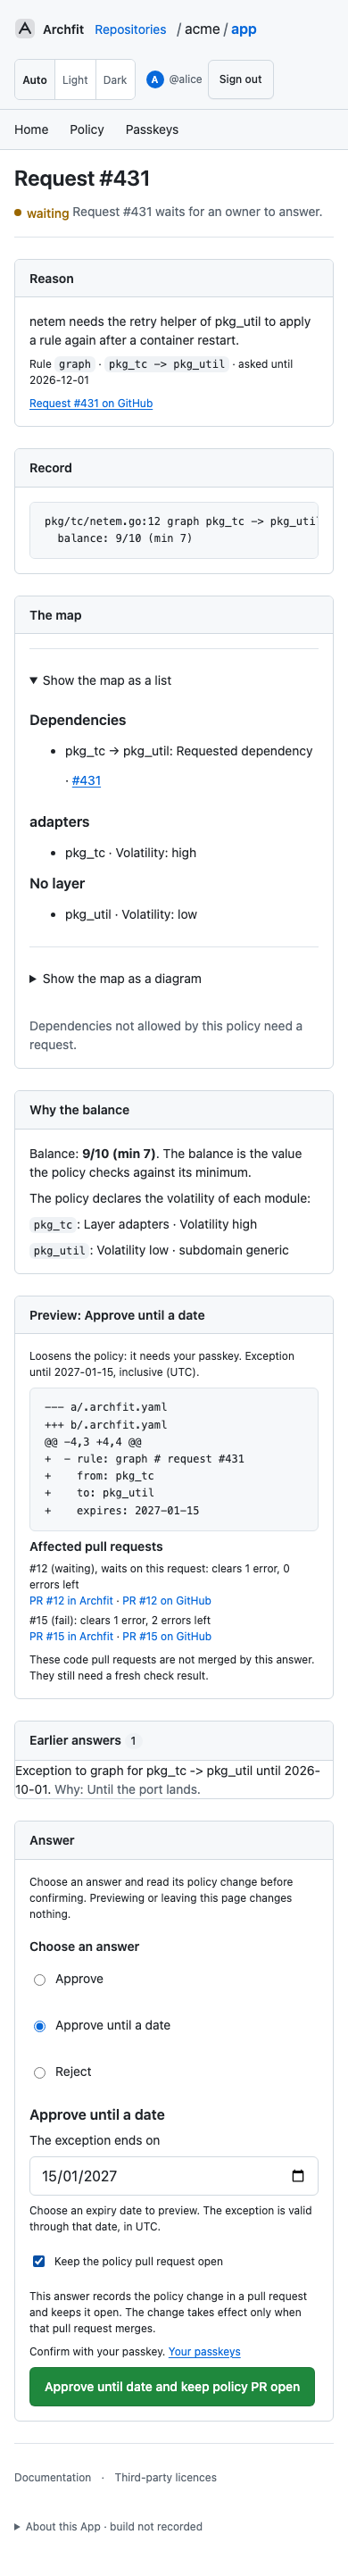 Archfit Repositories / acme / app
Auto Light Dark A @alice Sign out
Home Policy Passkeys
Request #431
waiting Request #431 waits for an owner to answer.
Reason
netem needs the retry helper of pkg_util to apply
a rule again after a container restart.
Rule graph · pkg_tc -> pkg_util · asked until
2026-12-01
Request #431 on GitHub
Record
pkg/tc/netem.go:12 graph pkg_tc -> pkg_util
balance: 9/10 (min 7)
The map
▼ Show the map as a list
Dependencies
• pkg_tc → pkg_util: Requested dependency
· #431
adapters
• pkg_tc · Volatility: high
No layer
• pkg_util · Volatility: low
▶ Show the map as a diagram
Dependencies not allowed by this policy need a
request.
Why the balance
Balance: 9/10 (min 7). The balance is the value
the policy checks against its minimum.
The policy declares the volatility of each module:
pkg_tc: Layer adapters · Volatility high
pkg_util: Volatility low · subdomain generic
Preview: Approve until a date
Loosens the policy: it needs your passkey. Exception
until 2027-01-15, inclusive (UTC).
--- a/.archfit.yaml
+++ b/.archfit.yaml
@@ -4,3 +4,4 @@
+  - rule: graph # request #431
+    from: pkg_tc
+    to: pkg_util
+    expires: 2027-01-15
Affected pull requests
#12 (waiting), waits on this request: clears 1 error, 0
errors left
PR #12 in Archfit · PR #12 on GitHub
#15 (fail): clears 1 error, 2 errors left
PR #15 in Archfit · PR #15 on GitHub
These code pull requests are not merged by this answer.
They still need a fresh check result.
Earlier answers 1
Exception to graph for pkg_tc -> pkg_util until 2026-
10-01. Why: Until the port lands.
Answer
Choose an answer and read its policy change before
confirming. Previewing or leaving this page changes
nothing.
Choose an answer
Approve
Approve until a date
Reject
Approve until a date
The exception ends on
15/01/2027
Choose an expiry date to preview. The exception is valid
through that date, in UTC.
Keep the policy pull request open
This answer records the policy change in a pull request
and keeps it open. The change takes effect only when
that pull request merges.
Confirm with your passkey. Your passkeys
Approve until date and keep policy PR open
Documentation · Third-party licences
▶ About this App · build not recorded